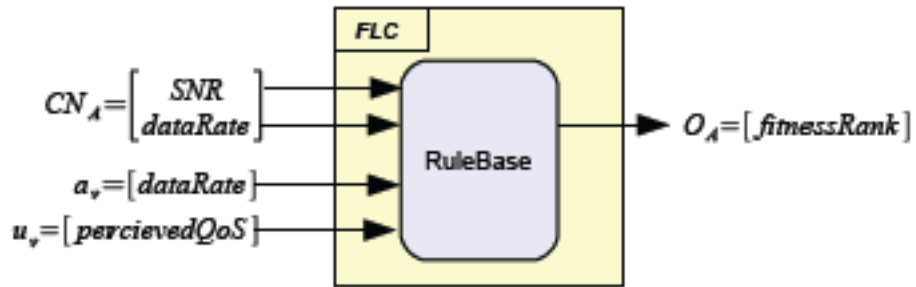 FLC
CN_A=[SNR
dataRate]
RuleBase
O_A=[fitnessRank]
a_v=[dataRate]
u_v=[percievedQoS]